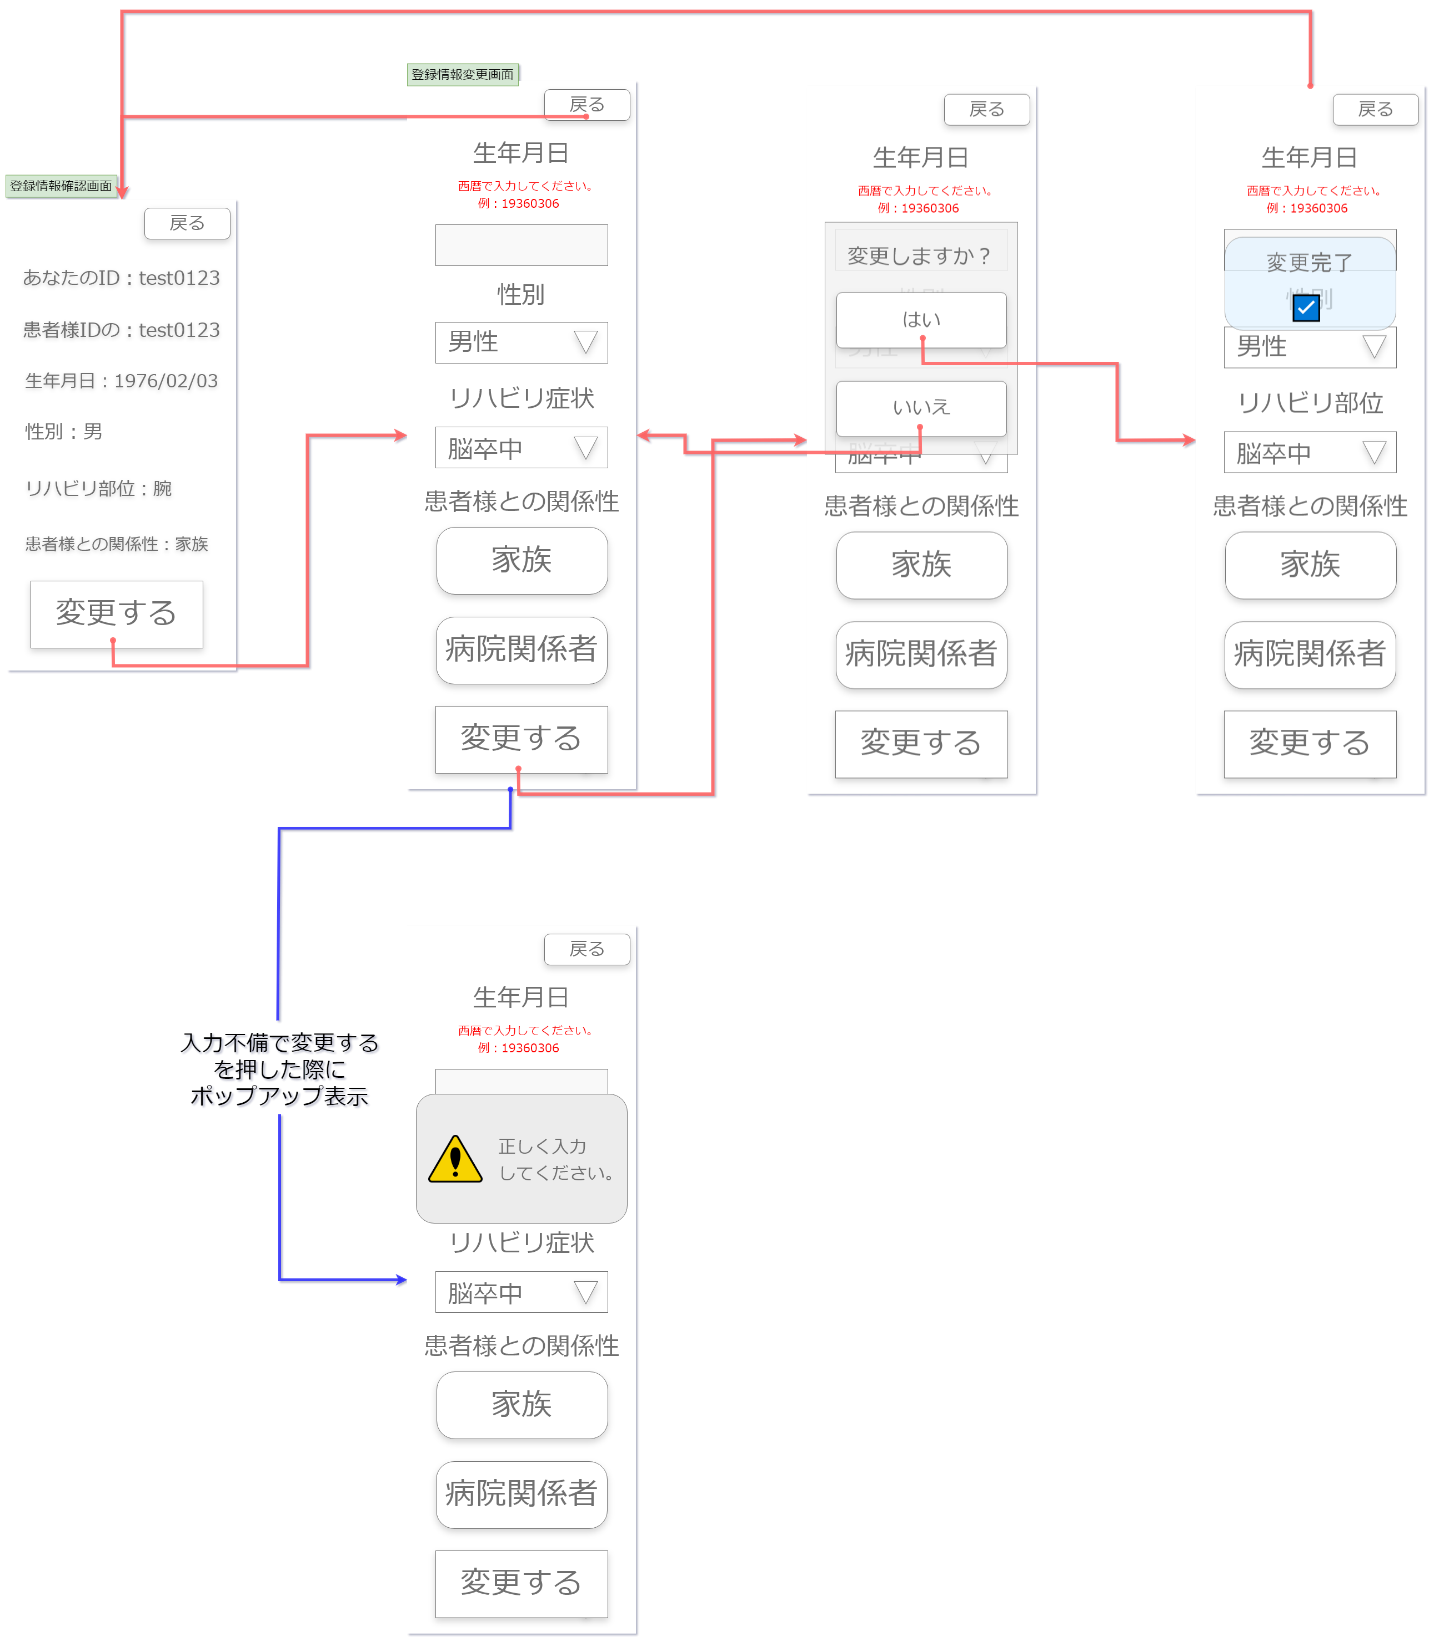 登録情報確認画面
戻る
あなたのID：test0123
患者様IDの：test0123
生年月日：1976/02/03
性別：男
リハビリ部位：腕
患者様との関係性：家族
変更する
登録情報変更画面
戻る
生年月日
西暦で入力してください。
例：19360306
性別
男性
リハビリ症状
脳卒中
患者様との関係性
家族
病院関係者
変更する
戻る
生年月日
西暦で入力してください。
例：19360306
変更しますか？
性別
はい
男性
いいえ
脳卒中
患者様との関係性
家族
病院関係者
変更する
戻る
生年月日
西暦で入力してください。
例：19360306
変更完了
性別
男性
リハビリ部位
脳卒中
患者様との関係性
家族
病院関係者
変更する
入力不備で変更する
を押した際に
ポップアップ表示
戻る
生年月日
西暦で入力してください。
例：19360306
正しく入力
してください。
リハビリ症状
脳卒中
患者様との関係性
家族
病院関係者
変更する